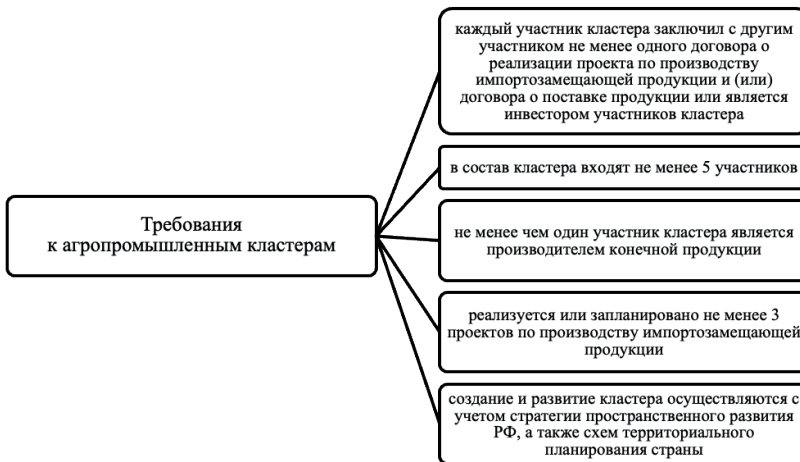 каждый участник кластера заключил с другим
участником не менее одного договора о
реализации проекта по производству
импортозамещающей продукции и (или)
договора о поставке продукции или является
инвестором участников кластера
в состав кластера входят не менее 5 участников
Требования
к агропромышленным кластерам
не менее чем один участник кластера является
производителем конечной продукции
реализуется или запланировано не менее 3
проектов по производству импортозамещающей
продукции
создание и развитие кластера осуществляются с
учетом стратегии пространственного развития
РФ, а также схем территориального
планирования страны